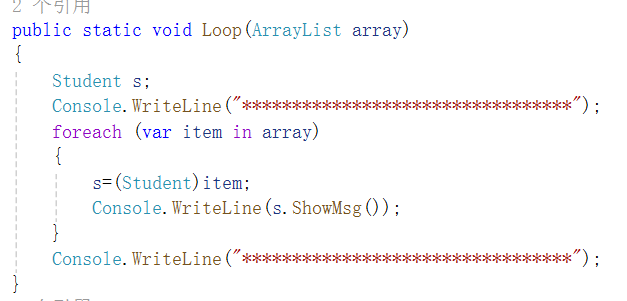 2 个引用
public static void Loop(ArrayList array)
{
    Student s;
    Console.WriteLine("*********************************");
    foreach (var item in array)
    {
        s=(Student)item;
        Console.WriteLine(s.ShowMsg());
    }
    Console.WriteLine("*********************************");
}